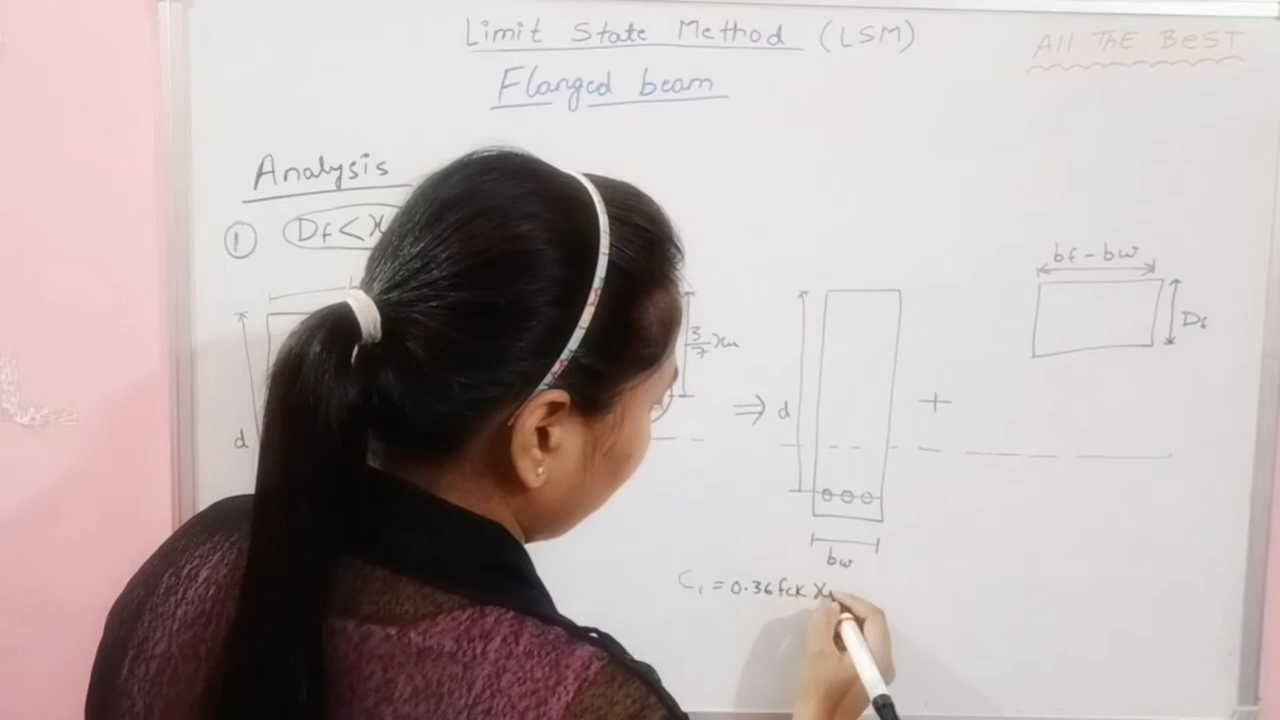 Limit State Method (LSM)
ALL THE BEST
Flanged beam
Analysis
① Df < x
d
3/7 xu
⇒
d
+
bf - bw
Df
bw
C₁ = 0.36 fck xu